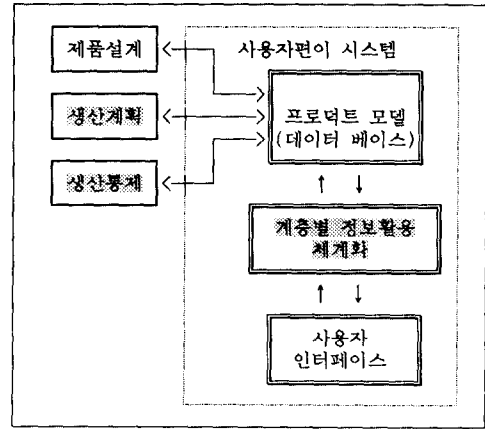 제품설계
생산계획
생산통제
사용자편이 시스템
프로덕트 모델
(데이터 베이스)
계층별 정보활용
체계화
사용자
인터페이스